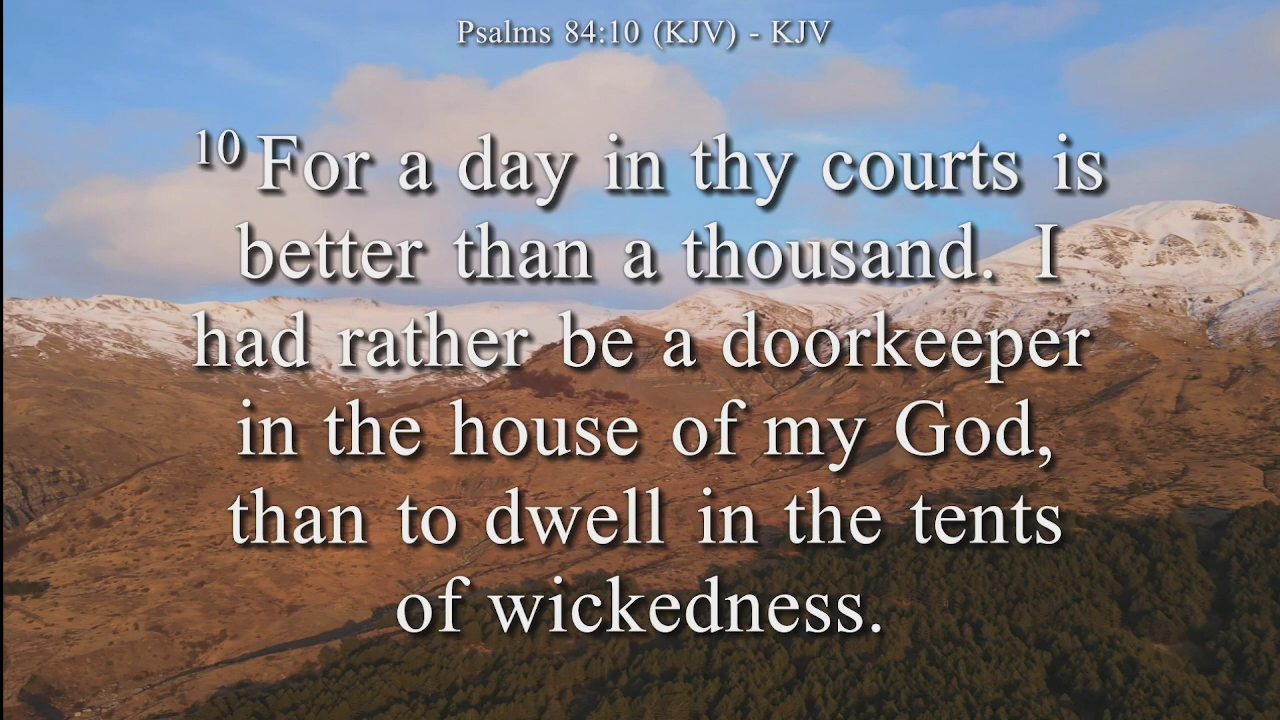 Psalms 84:10 (KJV) - KJV
10 For a day in thy courts is
better than a thousand. I
had rather be a doorkeeper
in the house of my God,
than to dwell in the tents
of wickedness.